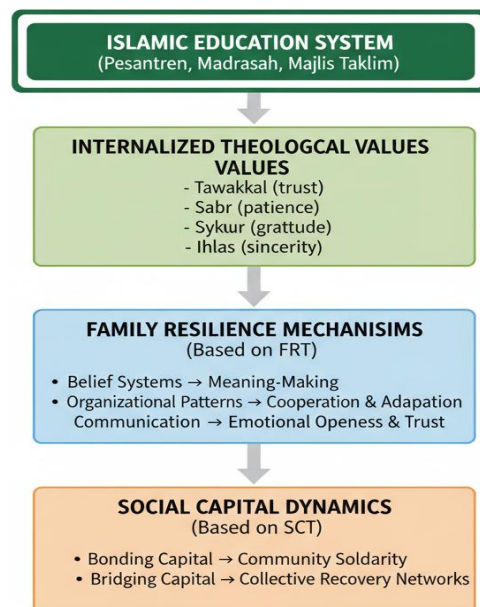 ISLAMIC EDUCATION SYSTEM
(Pesantren, Madrasah, Majlis Taklim)
INTERNALIZED THEOLOGCAL VALUES
VALUES
- Tawakkal (trust)
- Sabr (patience)
- Sykur (grattude)
- Ihlas (sincerity)
FAMILY RESILIENCE MECHANISIMS
(Based on FRT)
• Belief Systems → Meaning-Making
• Organizational Patterns → Cooperation & Adapation
Communication → Emotional Openess & Trust
SOCIAL CAPITAL DYNAMICS
(Based on SCT)
• Bonding Capital → Community Soldarity
• Bridging Capital → Collective Recovery Networks